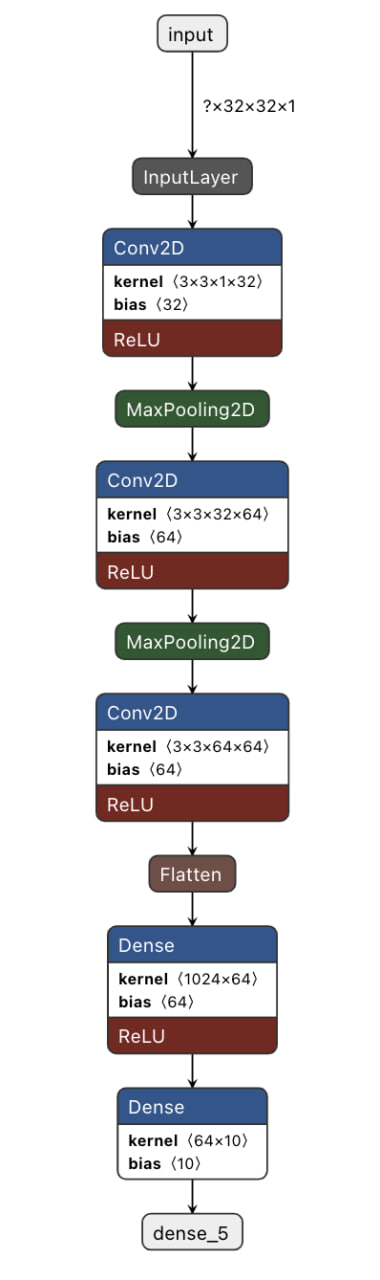 input
?×32×32×1
InputLayer
Conv2D
kernel ⟨3×3×1×32⟩
bias ⟨32⟩
ReLU
MaxPooling2D
Conv2D
kernel ⟨3×3×32×64⟩
bias ⟨64⟩
ReLU
MaxPooling2D
Conv2D
kernel ⟨3×3×64×64⟩
bias ⟨64⟩
ReLU
Flatten
Dense
kernel ⟨1024×64⟩
bias ⟨64⟩
ReLU
Dense
kernel ⟨64×10⟩
bias ⟨10⟩
dense_5